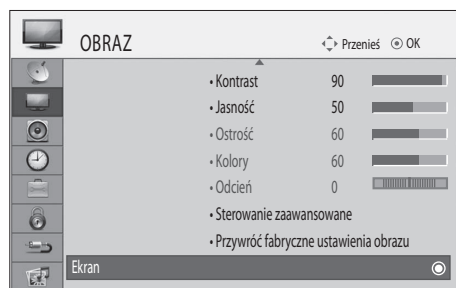 OBRAZ Przenieś OK
• Kontrast 90
• Jasność 50
• Ostrość 60
• Kolory 60
• Odcień 0
• Sterowanie zaawansowane
• Przywróć fabryczne ustawienia obrazu
Ekran